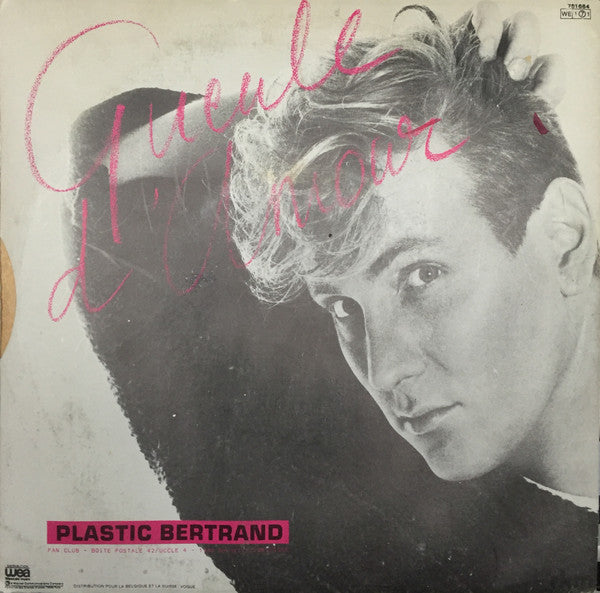 751664
WE 171
Gueule
d'Amour
PLASTIC BERTRAND
FAN CLUB - BOITE POSTALE 42/UCCLE 4 -
wea
DISTRIBUTION POUR LA BELGIQUE ET LA SUISSE : VOGUE